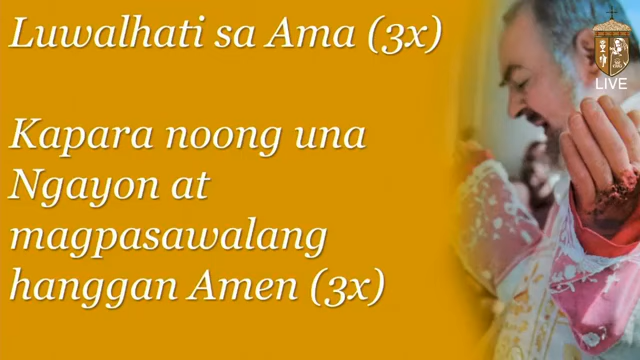 Luwalhati sa Ama (3x)
Kapara noong una
Ngayon at
magpasawalang
hanggan Amen (3x)
LIVE